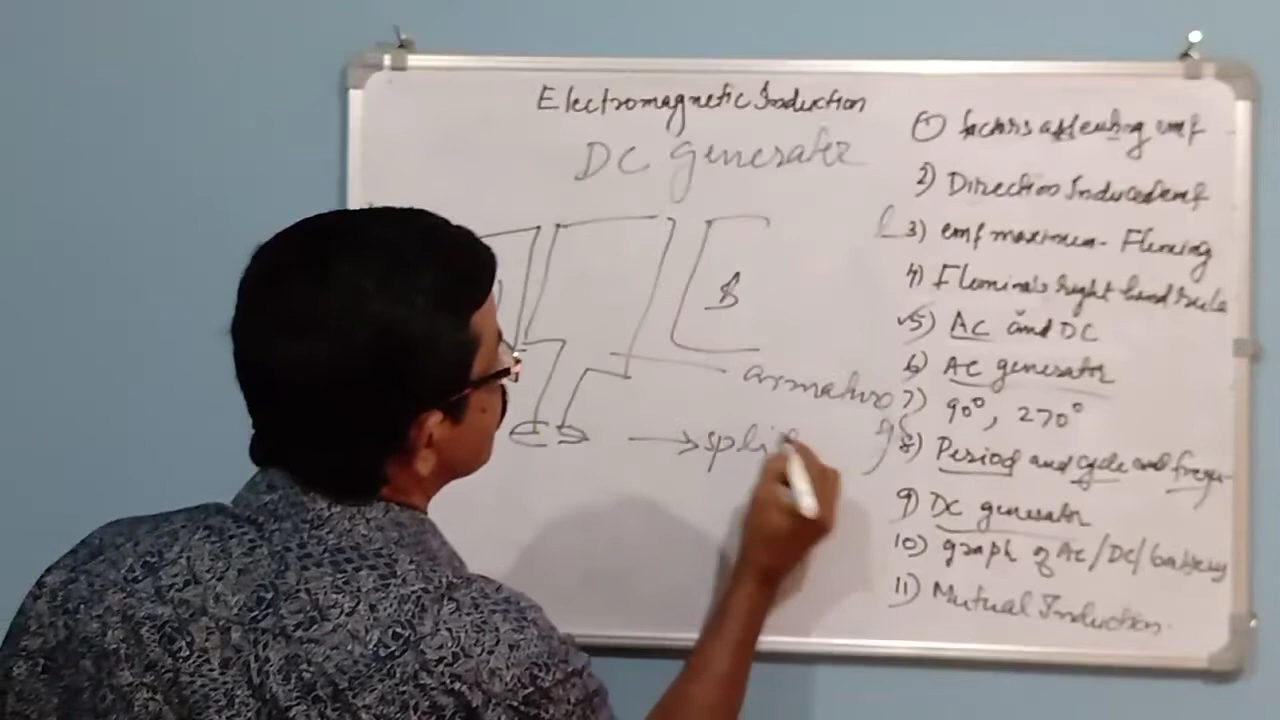 Electromagnetic Induction
DC generator
armature
split
1) factors affecting emf
2) Direction Induced emf
3) emf maximum - Fleming
4) Fleming's right hand rule
5) AC and DC
6) AC generator
7) 90°, 270°
8) Period and cycle and frequ-
9) DC generator
10) graph of AC/DC/battery
11) Mutual Induction